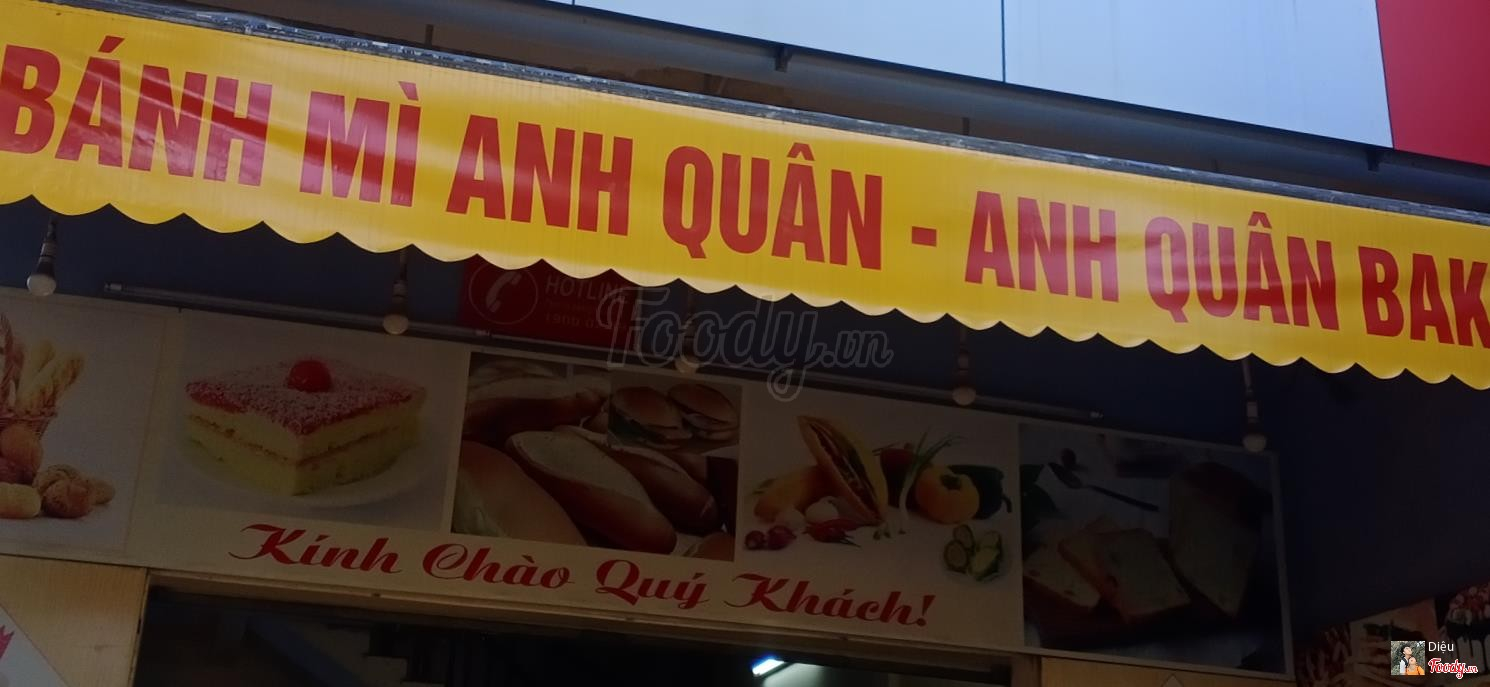 BÁNH MÌ ANH QUÂN - ANH QUÂN BAK
HOTLINE
Foody.vn
Kính Chào Quý Khách!
Diệu
Foody.vn